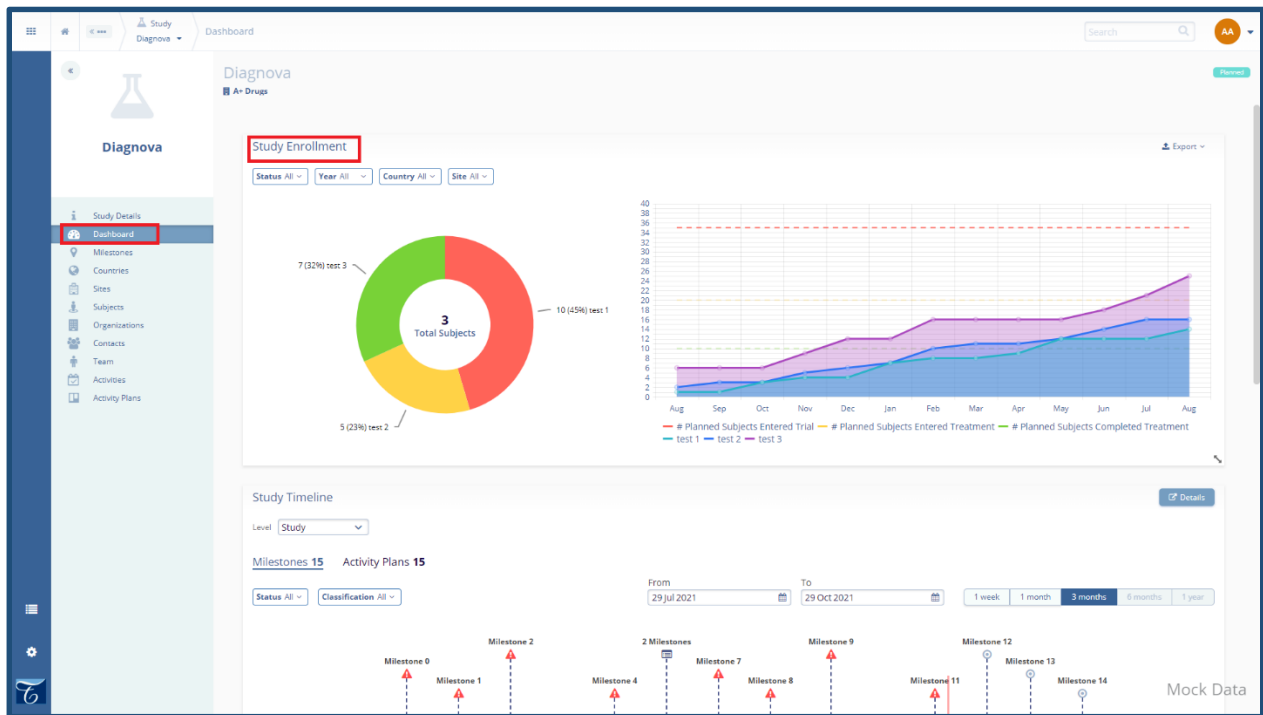 Study
Diagnova
Dashboard
Search
AA
Diagnova
Study Details
Dashboard
Milestones
Countries
Sites
Subjects
Organizations
Contacts
Team
Activities
Activity Plans
Diagnova
A+ Drugs
Planned
Study Enrollment
Export
Status All
Year All
Country All
Site All
7 (32%) test 3
10 (45%) test 1
5 (23%) test 2
3
Total Subjects
40
38
36
34
32
30
28
26
24
22
20
18
16
14
12
10
8
6
4
2
0
Aug Sep Oct Nov Dec Jan Feb Mar Apr May Jun Jul Aug
# Planned Subjects Entered Trial # Planned Subjects Entered Treatment # Planned Subjects Completed Treatment
test 1 test 2 test 3
Study Timeline
Details
Level Study
Milestones 15 Activity Plans 15
Status All
Classification All
From
29 Jul 2021
To
29 Oct 2021
1 week 1 month 3 months 6 months 1 year
Milestone 2 2 Milestones Milestone 9 Milestone 12
Milestone 0 Milestone 7 Milestone 13
Milestone 1 Milestone 4 Milestone 8 Milestone 11 Milestone 14
Mock Data